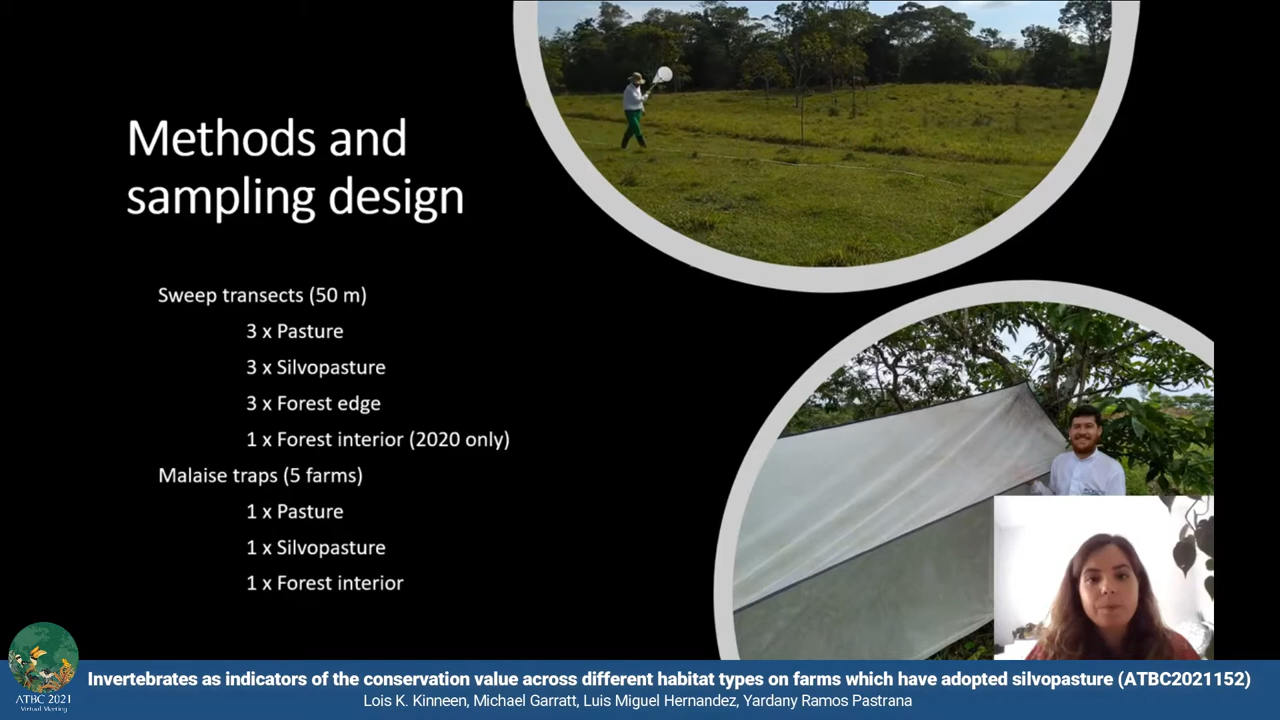 Methods and
sampling design
Sweep transects (50 m)
3 x Pasture
3 x Silvopasture
3 x Forest edge
1 x Forest interior (2020 only)
Malaise traps (5 farms)
1 x Pasture
1 x Silvopasture
1 x Forest interior
ATBC 2021
Virtual Meeting
Invertebrates as indicators of the conservation value across different habitat types on farms which have adopted silvopasture (ATBC2021152)
Lois K. Kinneen, Michael Garratt, Luis Miguel Hernandez, Yardany Ramos Pastrana